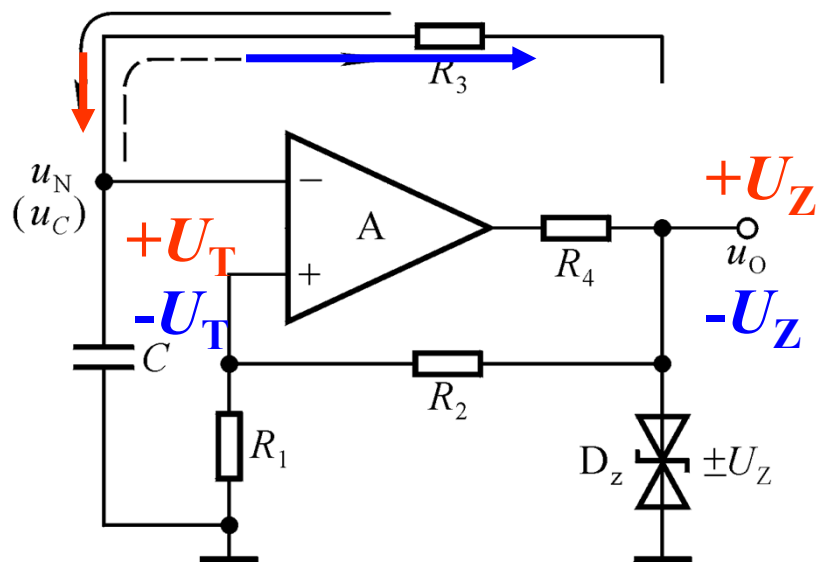 R3
uN
(uC)
−
+UZ
A
+UT
uO
+
R4
-UT
-UZ
C
R2
R1
Dz
±UZ